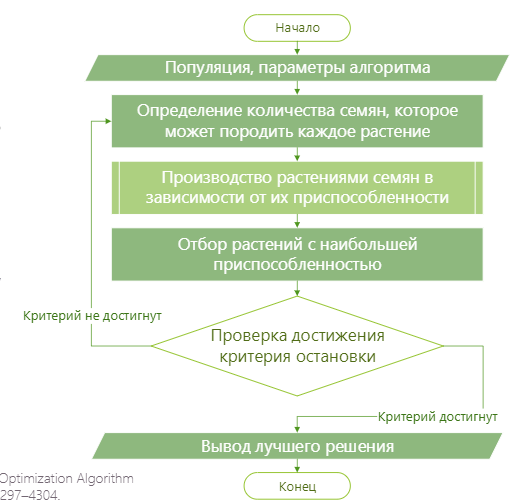 Начало
Популяция, параметры алгоритма
Определение количества семян, которое
может породить каждое растение
Производство растениями семян в
зависимости от их приспособленности
Отбор растений с наибольшей
приспособленностью
Критерий не достигнут
Проверка достижения
критерия остановки
Критерий достигнут
Вывод лучшего решения
Optimization Algorithm
297–4304.
Конец